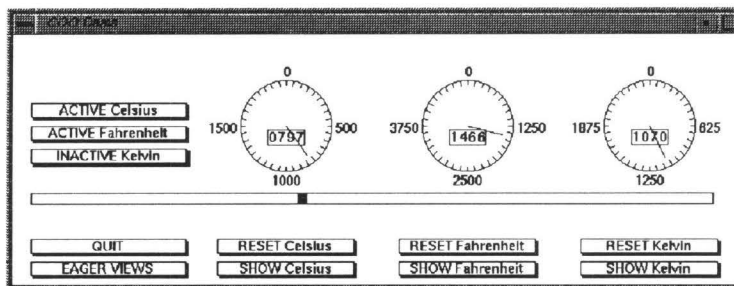 0 0 0
ACTIVE Celsius
ACTIVE Fahrenheit
INACTIVE Kelvin
1500 0797 500
3750 1466 1250
1875 1070 625
1000 2500 1250
QUIT RESET Celsius RESET Fahrenheit RESET Kelvin
EAGER VIEWS SHOW Celsius SHOW Fahrenheit SHOW Kelvin